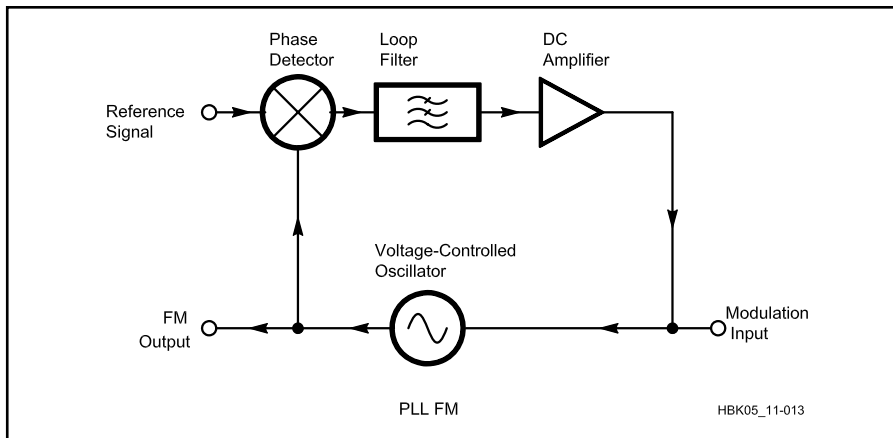 Phase
Detector
Loop
Filter
DC
Amplifier
Reference
Signal
Voltage-Controlled
Oscillator
FM
Output
Modulation
Input
PLL FM
HBK05_11-013